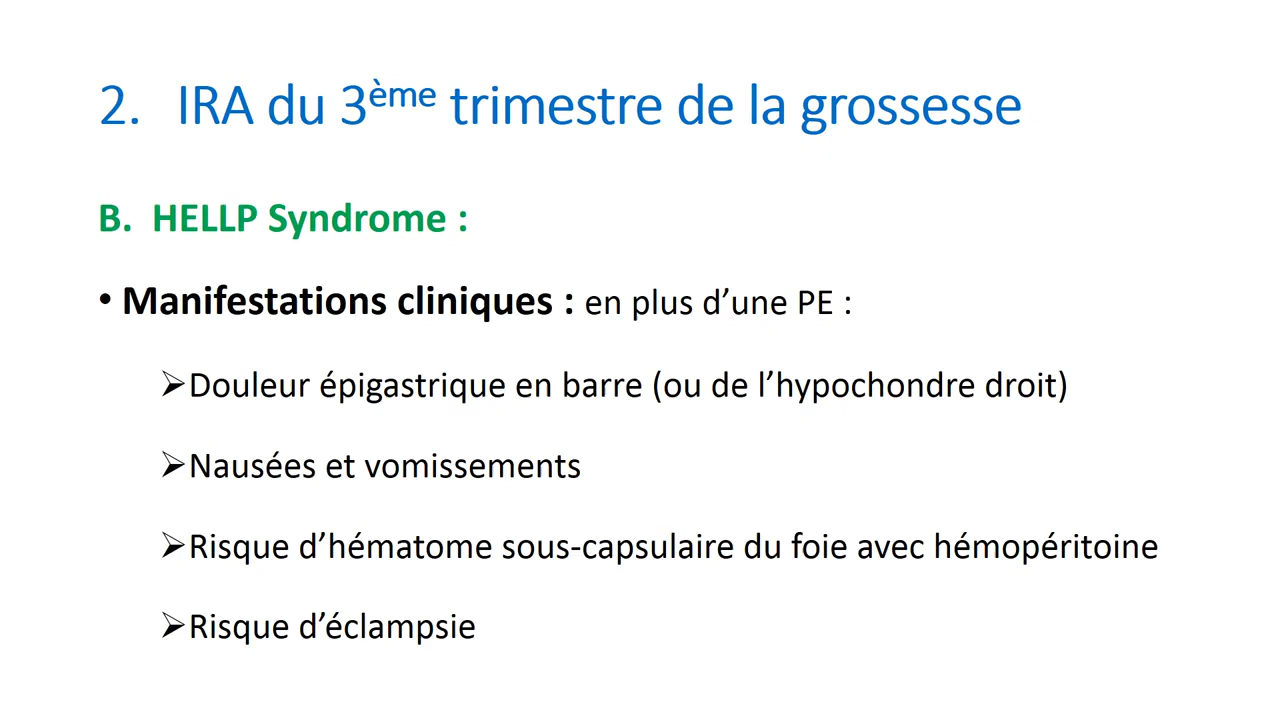 2. IRA du 3ème trimestre de la grossesse
B. HELLP Syndrome :
• Manifestations cliniques : en plus d’une PE :
➢Douleur épigastrique en barre (ou de l’hypochondre droit)
➢Nausées et vomissements
➢Risque d’hématome sous-capsulaire du foie avec hémopéritoine
➢Risque d’éclampsie